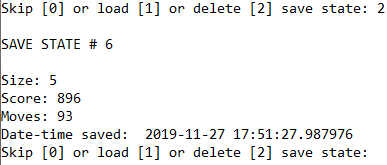 Skip [0] or load [1] or delete [2] save state: 2
SAVE STATE # 6
Size: 5
Score: 896
Moves: 93
Date-time saved:  2019-11-27 17:51:27.987976
Skip [0] or load [1] or delete [2] save state: